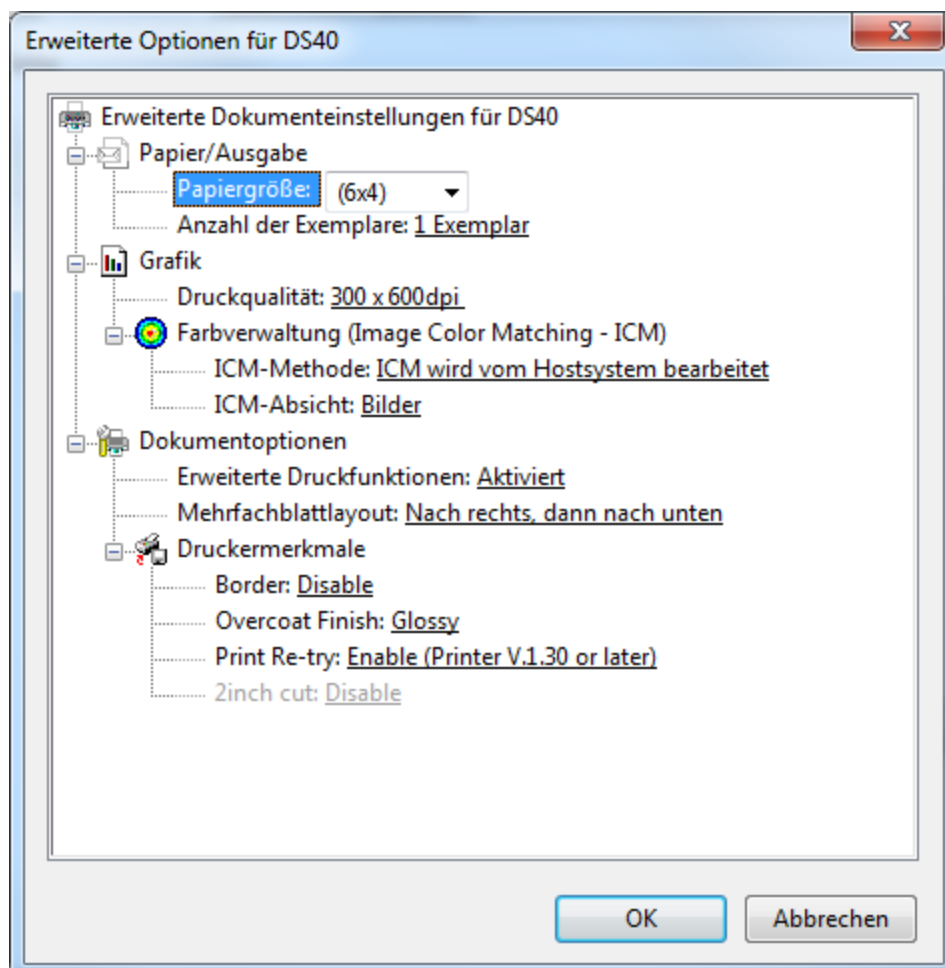 Erweiterte Optionen für DS40
Erweiterte Dokumenteinstellungen für DS40
Papier/Ausgabe
Papiergröße: (6x4)
Anzahl der Exemplare: 1 Exemplar
Grafik
Druckqualität: 300 x 600dpi
Farbverwaltung (Image Color Matching - ICM)
ICM-Methode: ICM wird vom Hostsystem bearbeitet
ICM-Absicht: Bilder
Dokumentoptionen
Erweiterte Druckfunktionen: Aktiviert
Mehrfachblattlayout: Nach rechts, dann nach unten
Druckermerkmale
Border: Disable
Overcoat Finish: Glossy
Print Re-try: Enable (Printer V.1.30 or later)
2inch cut: Disable
OK Abbrechen